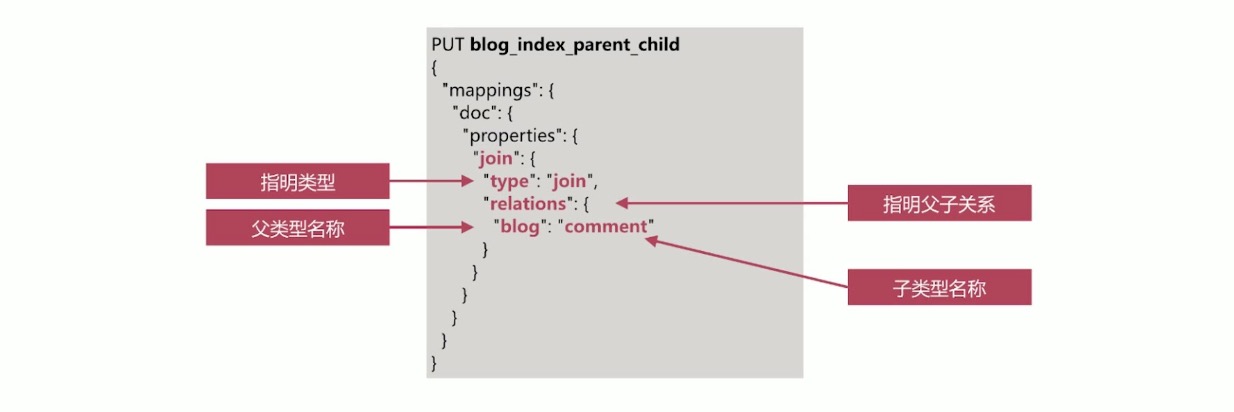 PUT blog_index_parent_child
{
"mappings": {
"doc": {
"properties": {
"join": {
指明类型
"type": "join",
"relations": {
指明父子关系
父类型名称
"blog": "comment"
}
子类型名称
}
}
}
}
}